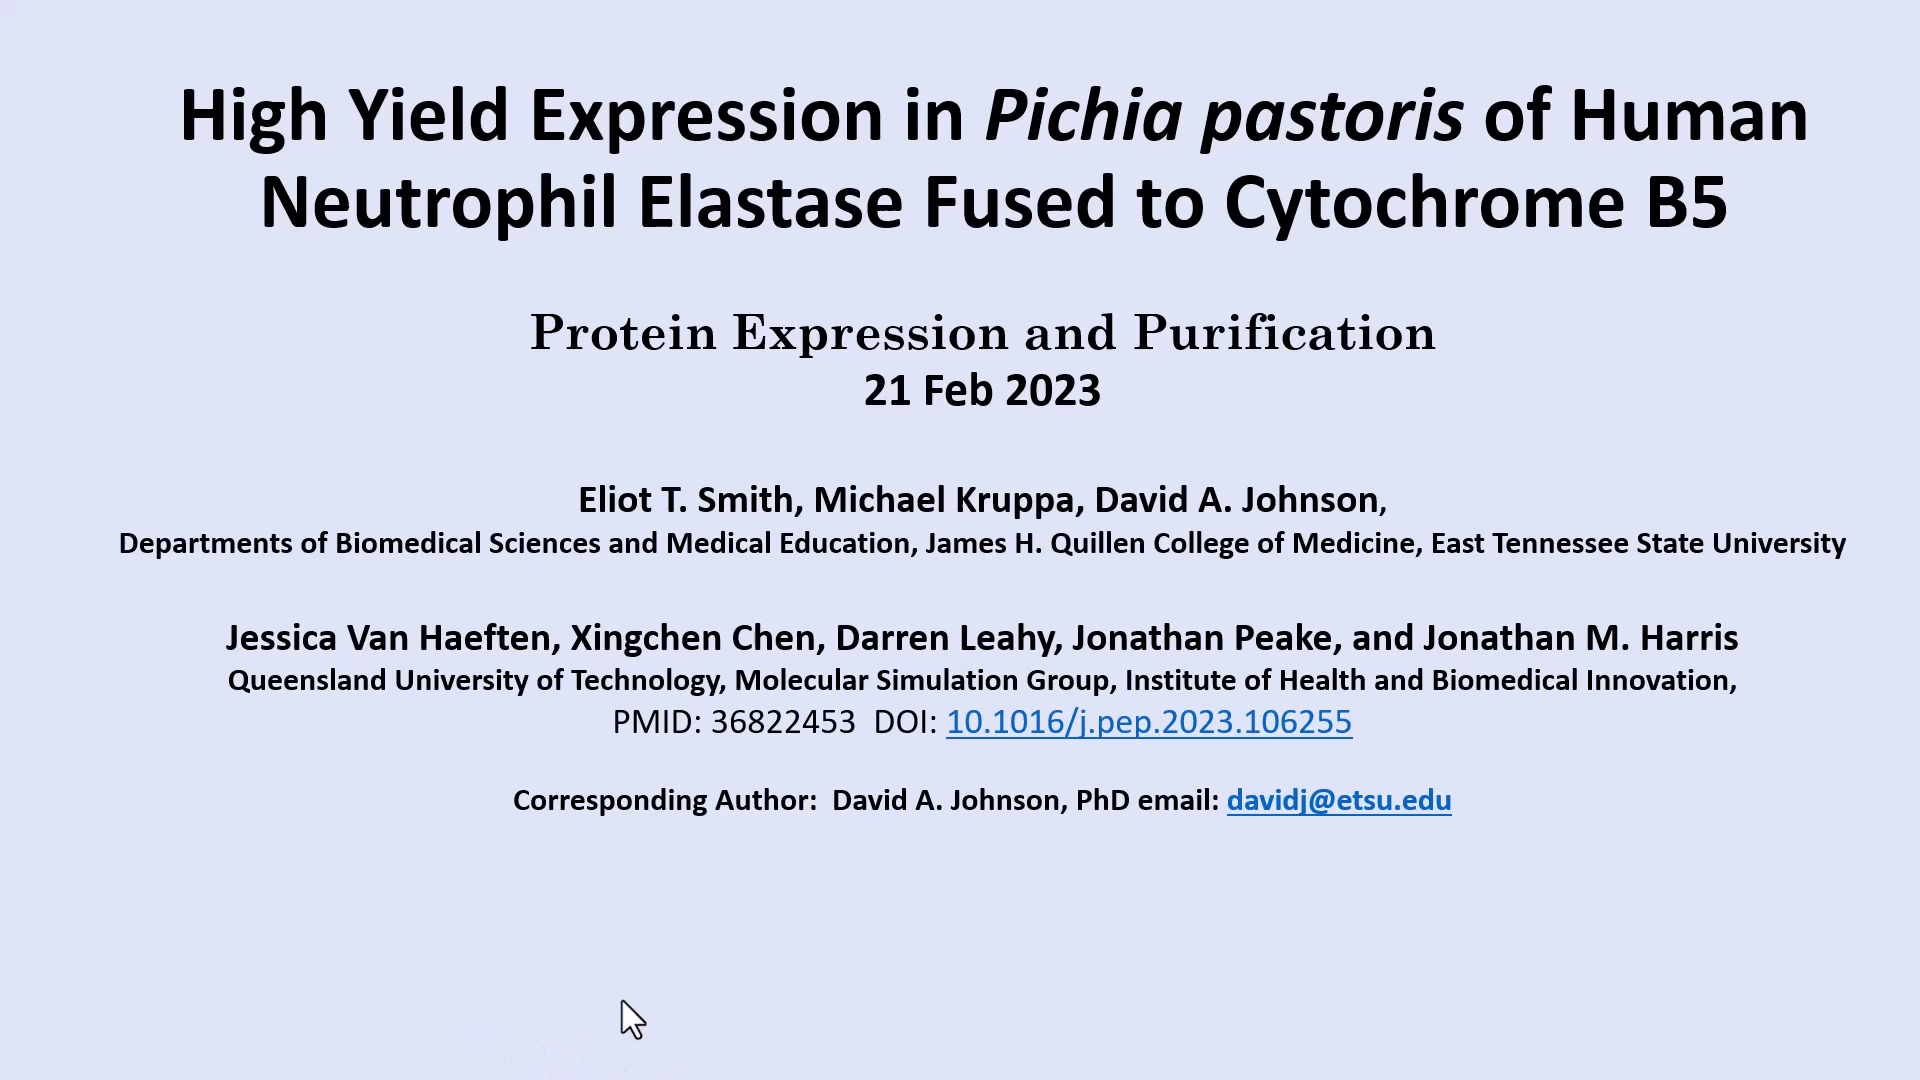 High Yield Expression in Pichia pastoris of Human
Neutrophil Elastase Fused to Cytochrome B5
Protein Expression and Purification
21 Feb 2023
Eliot T. Smith, Michael Kruppa, David A. Johnson,
Departments of Biomedical Sciences and Medical Education, James H. Quillen College of Medicine, East Tennessee State University
Jessica Van Haeften, Xingchen Chen, Darren Leahy, Jonathan Peake, and Jonathan M. Harris
Queensland University of Technology, Molecular Simulation Group, Institute of Health and Biomedical Innovation,
PMID: 36822453  DOI: 10.1016/j.pep.2023.106255
Corresponding Author:  David A. Johnson, PhD email: davidj@etsu.edu